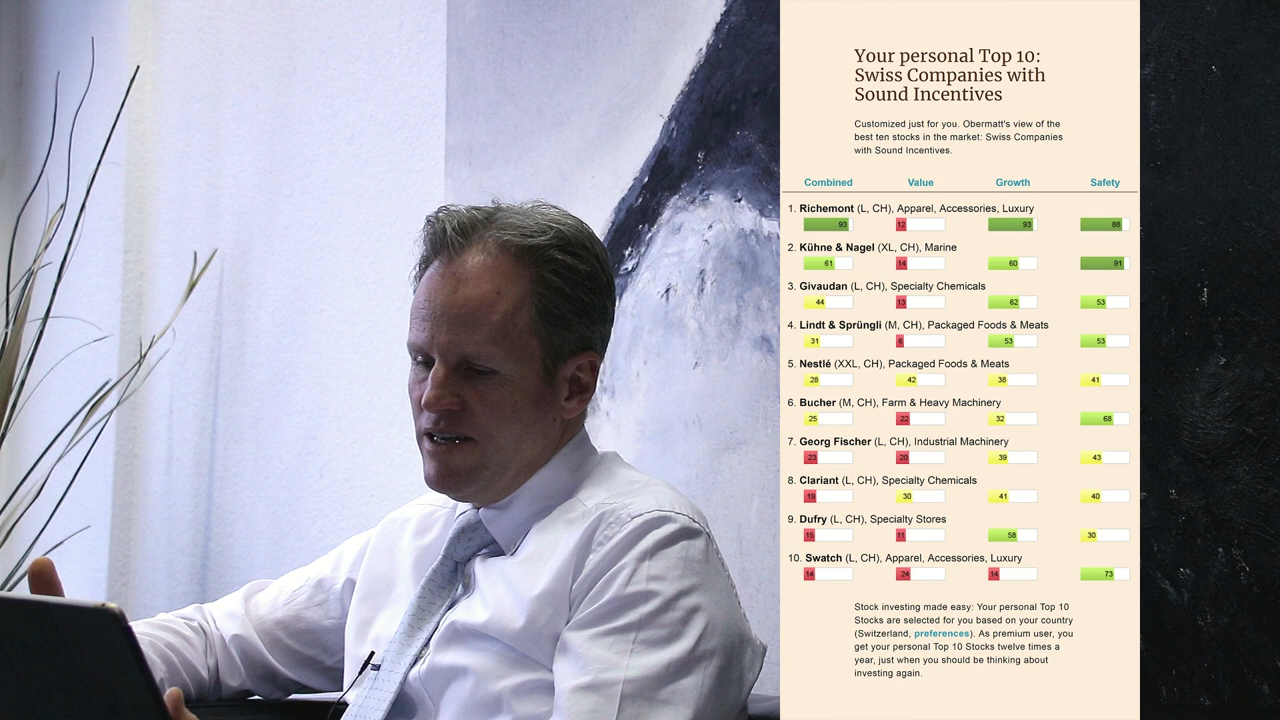 Your personal Top 10:
Swiss Companies with
Sound Incentives
Customized just for you. Obermatt's view of the
best ten stocks in the market: Swiss Companies
with Sound Incentives.
Combined Value Growth Safety
1. Richemont (L, CH), Apparel, Accessories, Luxury
93 12 93 88
2. Kühne & Nagel (XL, CH), Marine
61 14 60 91
3. Givaudan (L, CH), Specialty Chemicals
44 13 62 53
4. Lindt & Sprüngli (M, CH), Packaged Foods & Meats
31 6 53 53
5. Nestlé (XXL, CH), Packaged Foods & Meats
28 42 38 41
6. Bucher (M, CH), Farm & Heavy Machinery
25 22 32 68
7. Georg Fischer (L, CH), Industrial Machinery
23 20 39 43
8. Clariant (L, CH), Specialty Chemicals
19 30 41 40
9. Dufry (L, CH), Specialty Stores
15 11 58 30
10. Swatch (L, CH), Apparel, Accessories, Luxury
14 24 14 73
Stock investing made easy: Your personal Top 10
Stocks are selected for you based on your country
(Switzerland, preferences). As premium user, you
get your personal Top 10 Stocks twelve times a
year, just when you should be thinking about
investing again.